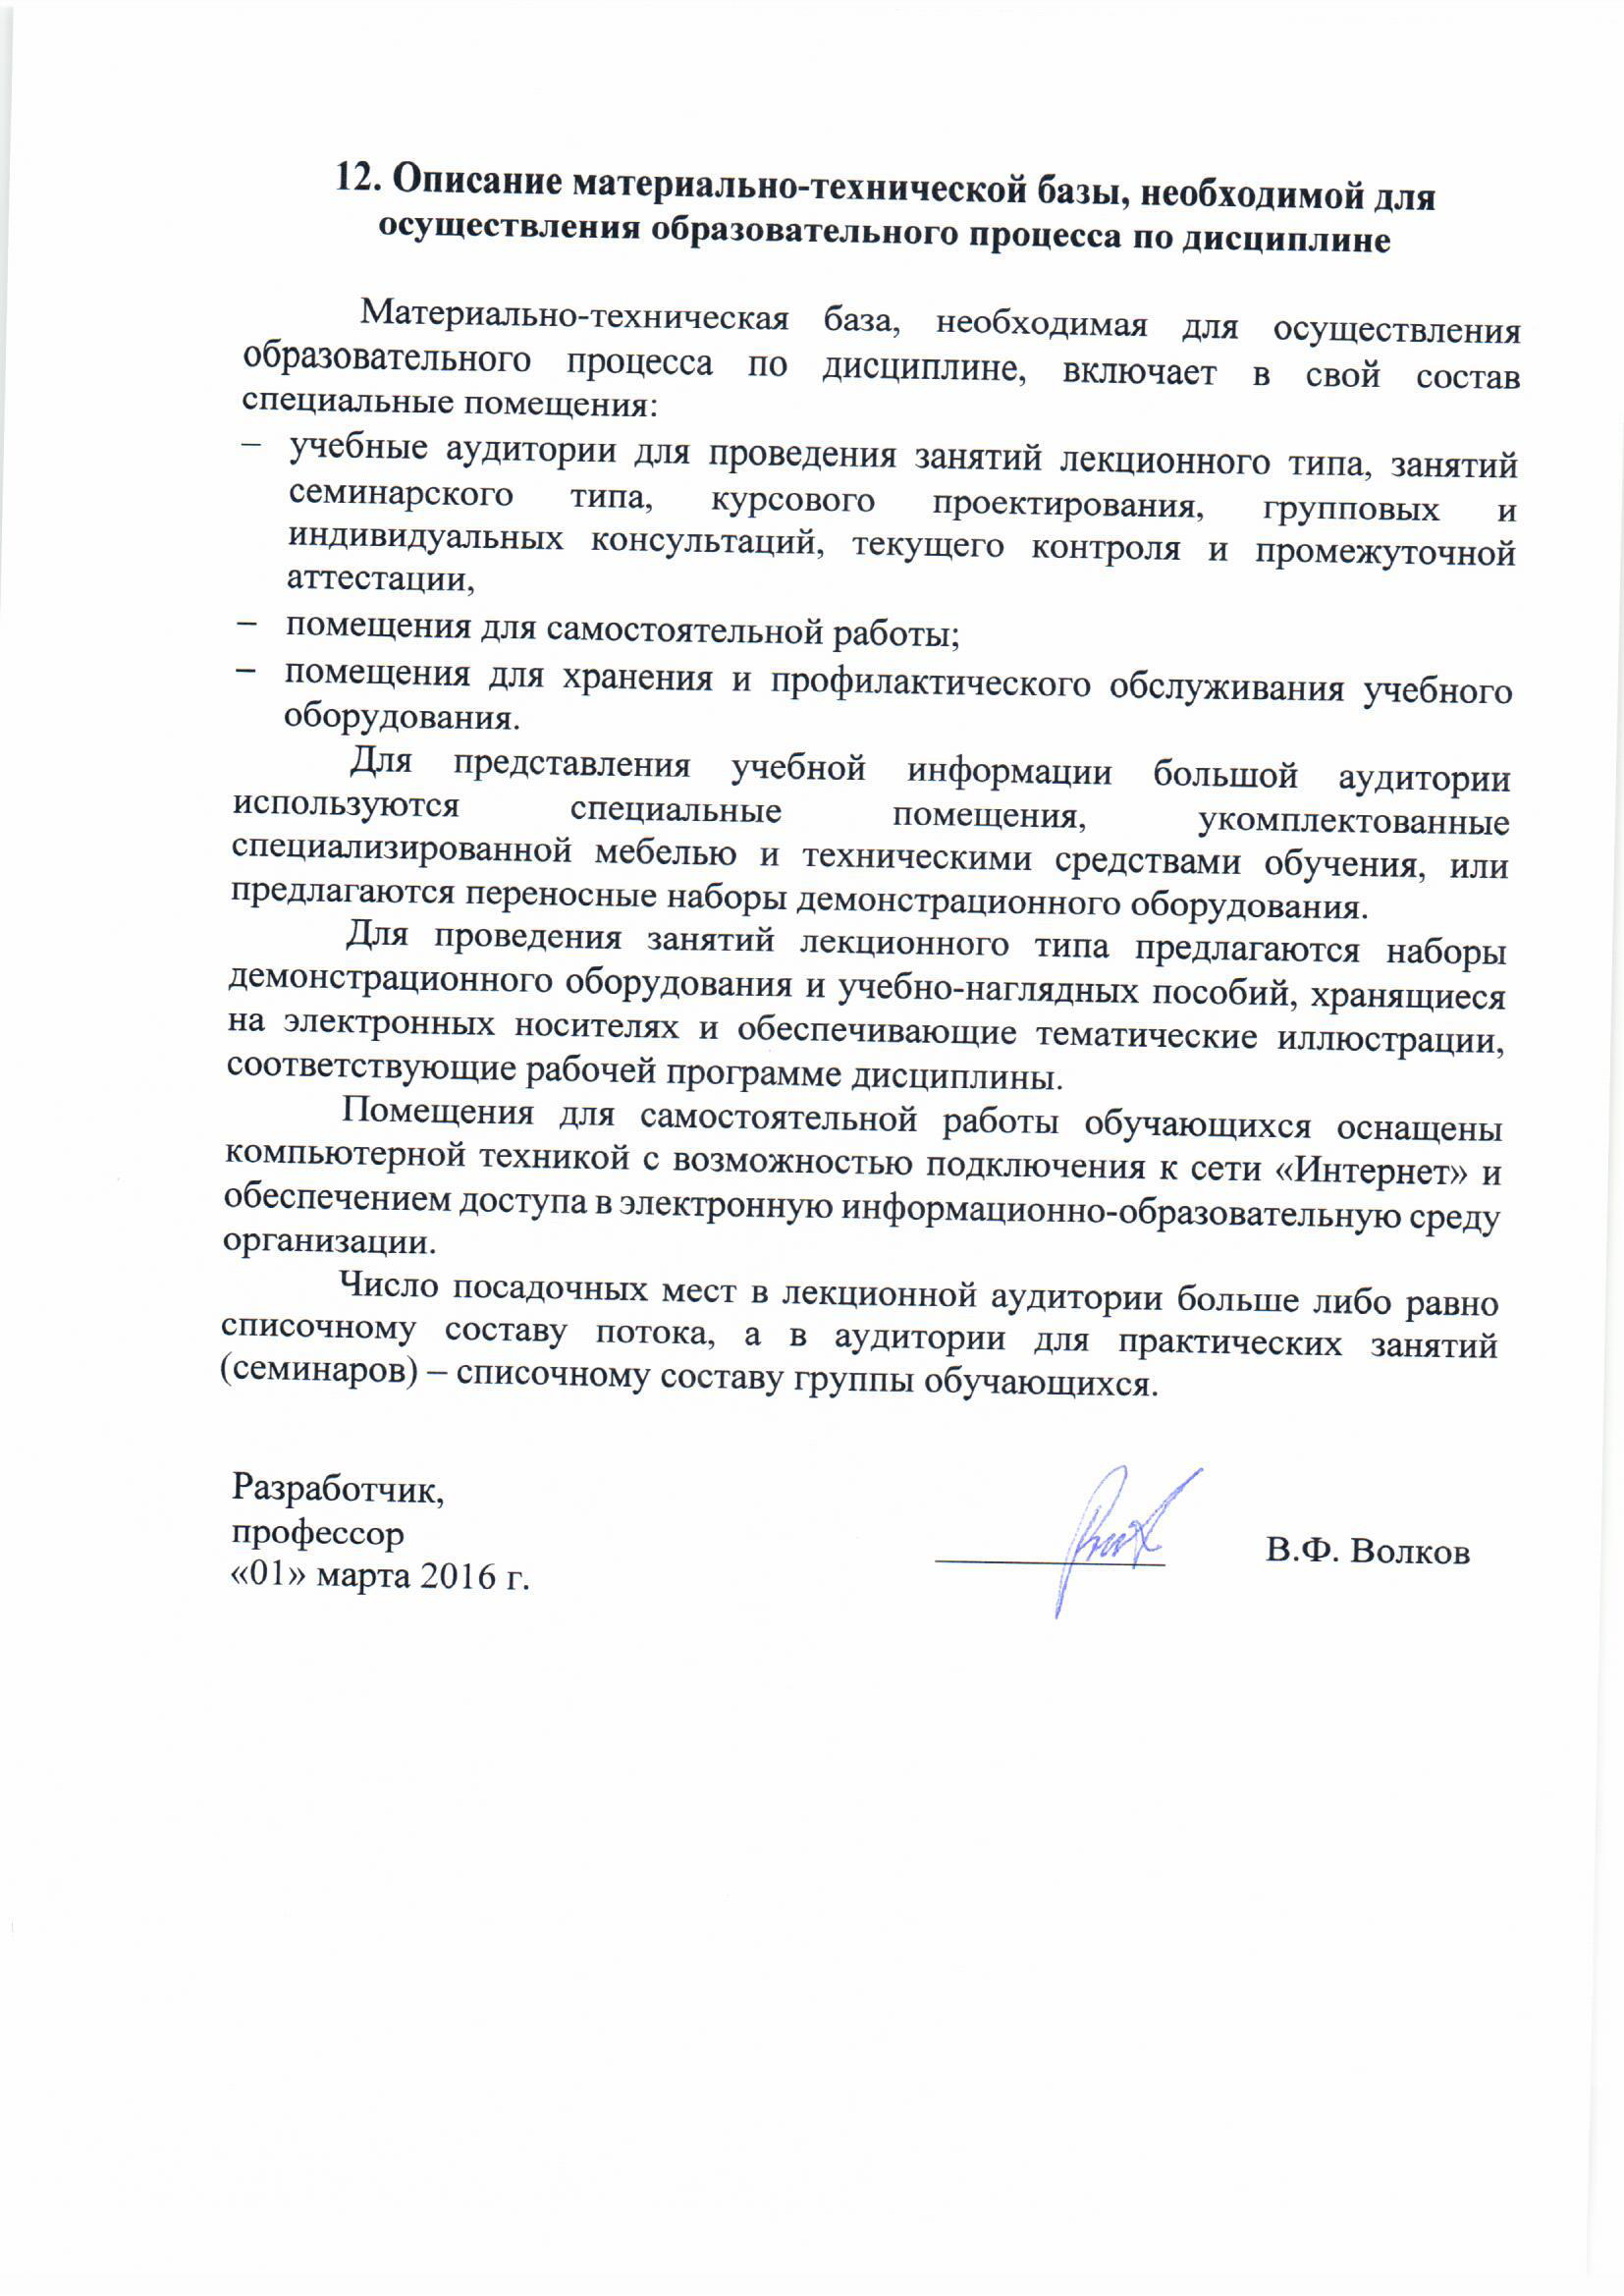 12. Описание материально-технической базы, необходимой для
осуществления образовательного процесса по дисциплине
Материально-техническая база, необходимая для осуществления
образовательного процесса по дисциплине, включает в свой состав
специальные помещения:
– учебные аудитории для проведения занятий лекционного типа, занятий
семинарского типа, курсового проектирования, групповых и
индивидуальных консультаций, текущего контроля и промежуточной
аттестации,
– помещения для самостоятельной работы;
– помещения для хранения и профилактического обслуживания учебного
оборудования.
Для представления учебной информации большой аудитории
используются специальные помещения, укомплектованные
специализированной мебелью и техническими средствами обучения, или
предлагаются переносные наборы демонстрационного оборудования.
Для проведения занятий лекционного типа предлагаются наборы
демонстрационного оборудования и учебно-наглядных пособий, хранящиеся
на электронных носителях и обеспечивающие тематические иллюстрации,
соответствующие рабочей программе дисциплины.
Помещения для самостоятельной работы обучающихся оснащены
компьютерной техникой с возможностью подключения к сети «Интернет» и
обеспечением доступа в электронную информационно-образовательную среду
организации.
Число посадочных мест в лекционной аудитории больше либо равно
списочному составу потока, а в аудитории для практических занятий
(семинаров) – списочному составу группы обучающихся.
Разработчик,
профессор
В.Ф. Волков
«01» марта 2016 г.